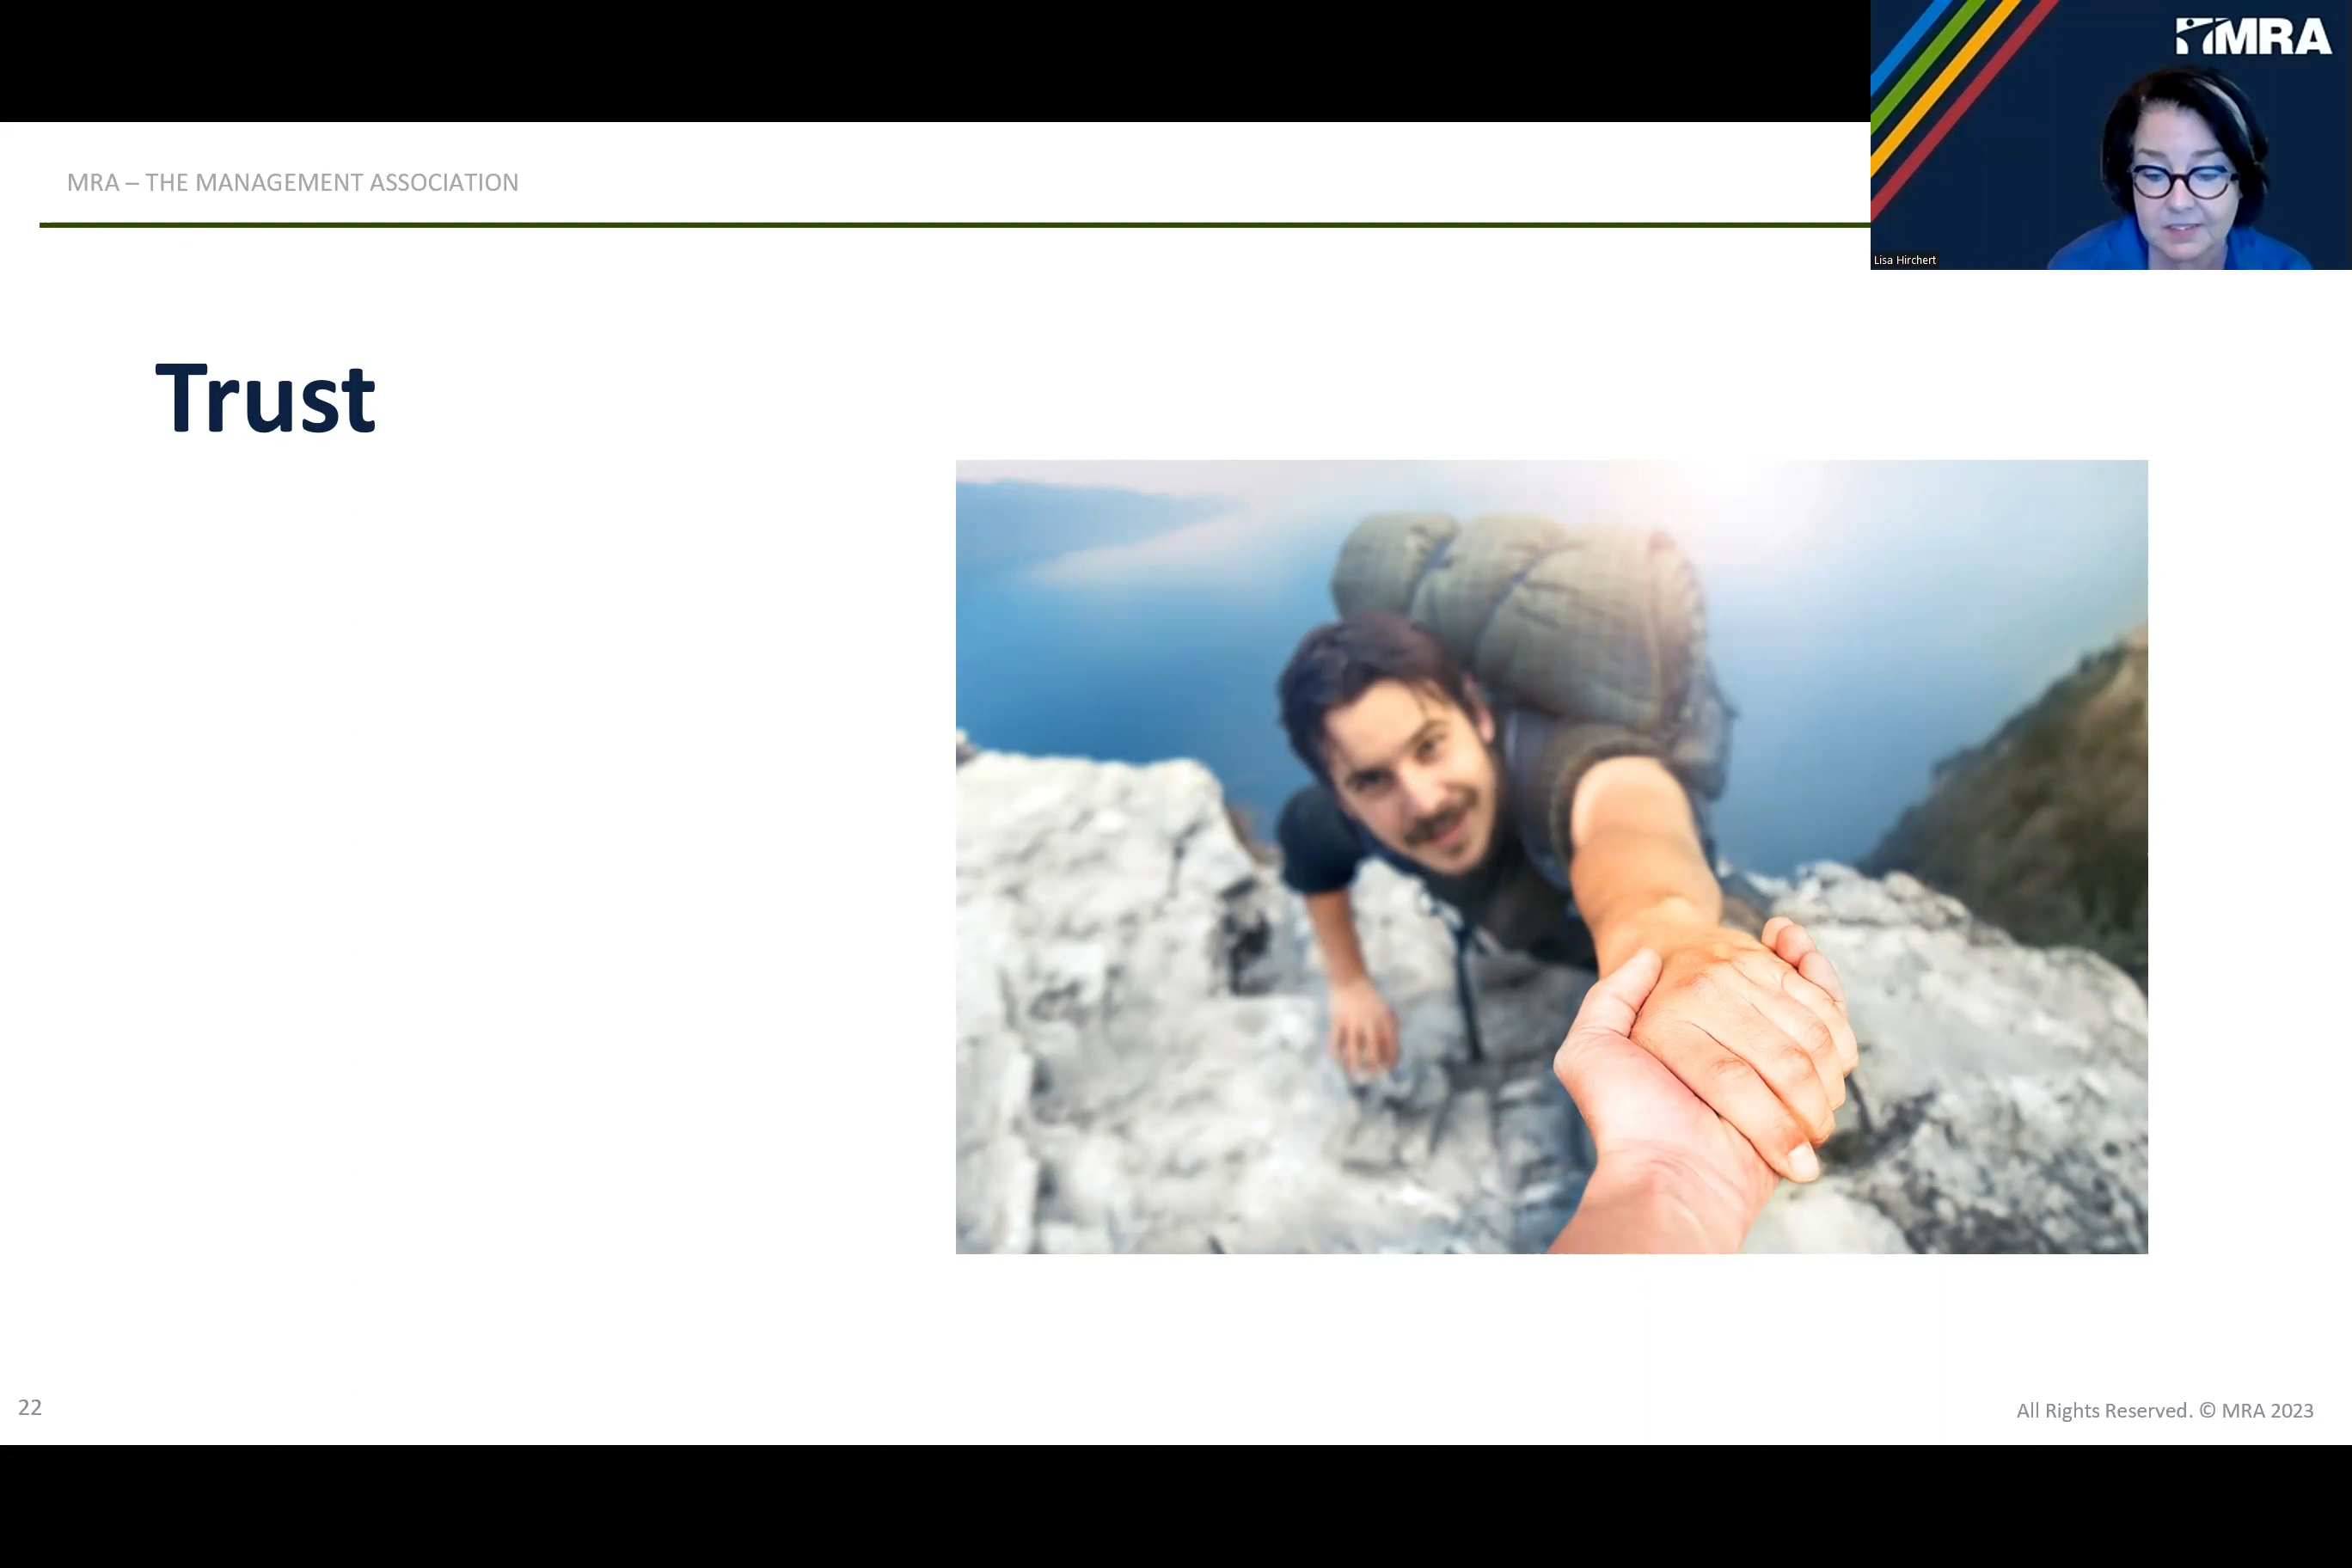 MRA
MRA – THE MANAGEMENT ASSOCIATION
Lisa Hirchert
Trust
22
All Rights Reserved. © MRA 2023